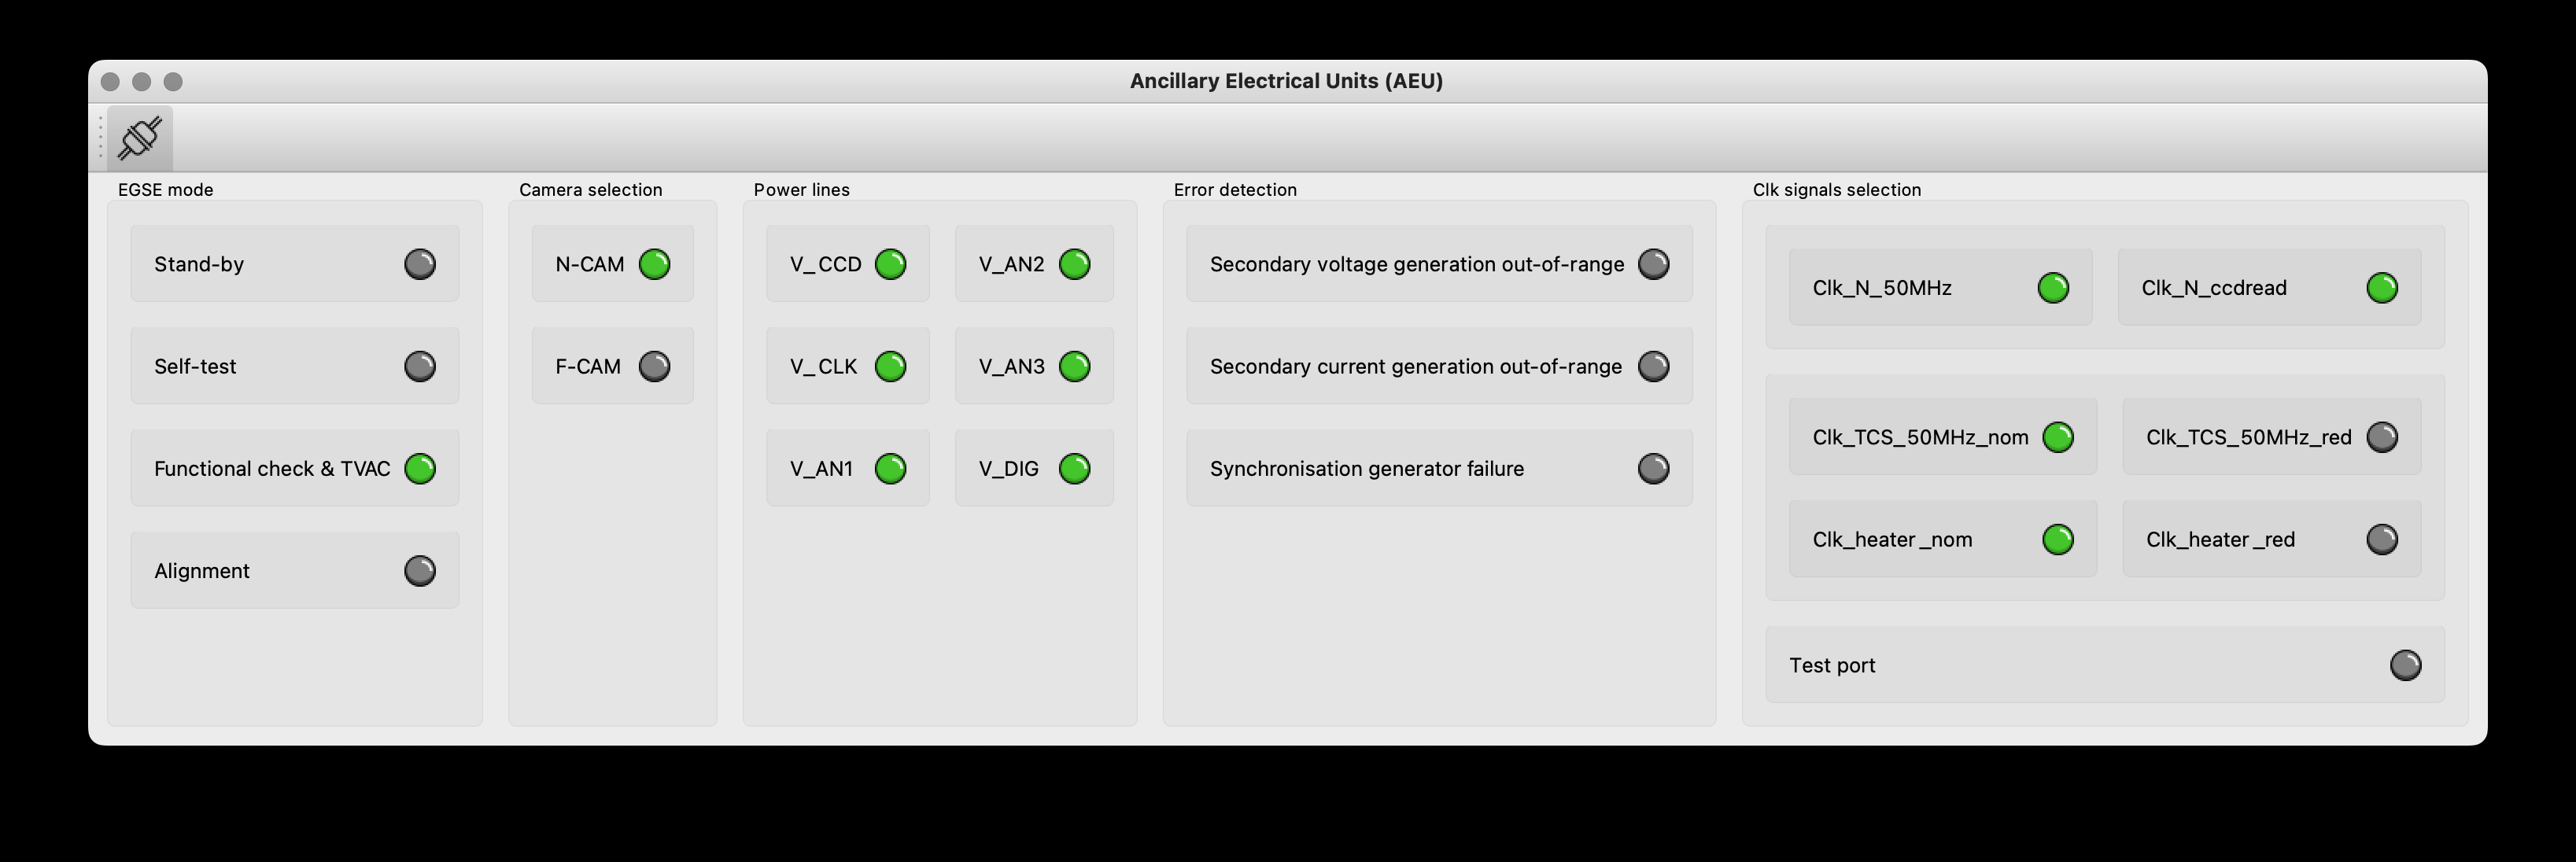 Ancillary Electrical Units (AEU)
EGSE mode
Stand-by
Self-test
Functional check & TVAC
Alignment
Camera selection
N-CAM
F-CAM
Power lines
V_CCD
V_AN2
V_CLK
V_AN3
V_AN1
V_DIG
Error detection
Secondary voltage generation out-of-range
Secondary current generation out-of-range
Synchronisation generator failure
Clk signals selection
Clk_N_50MHz
Clk_N_ccdread
Clk_TCS_50MHz_nom
Clk_TCS_50MHz_red
Clk_heater_nom
Clk_heater_red
Test port